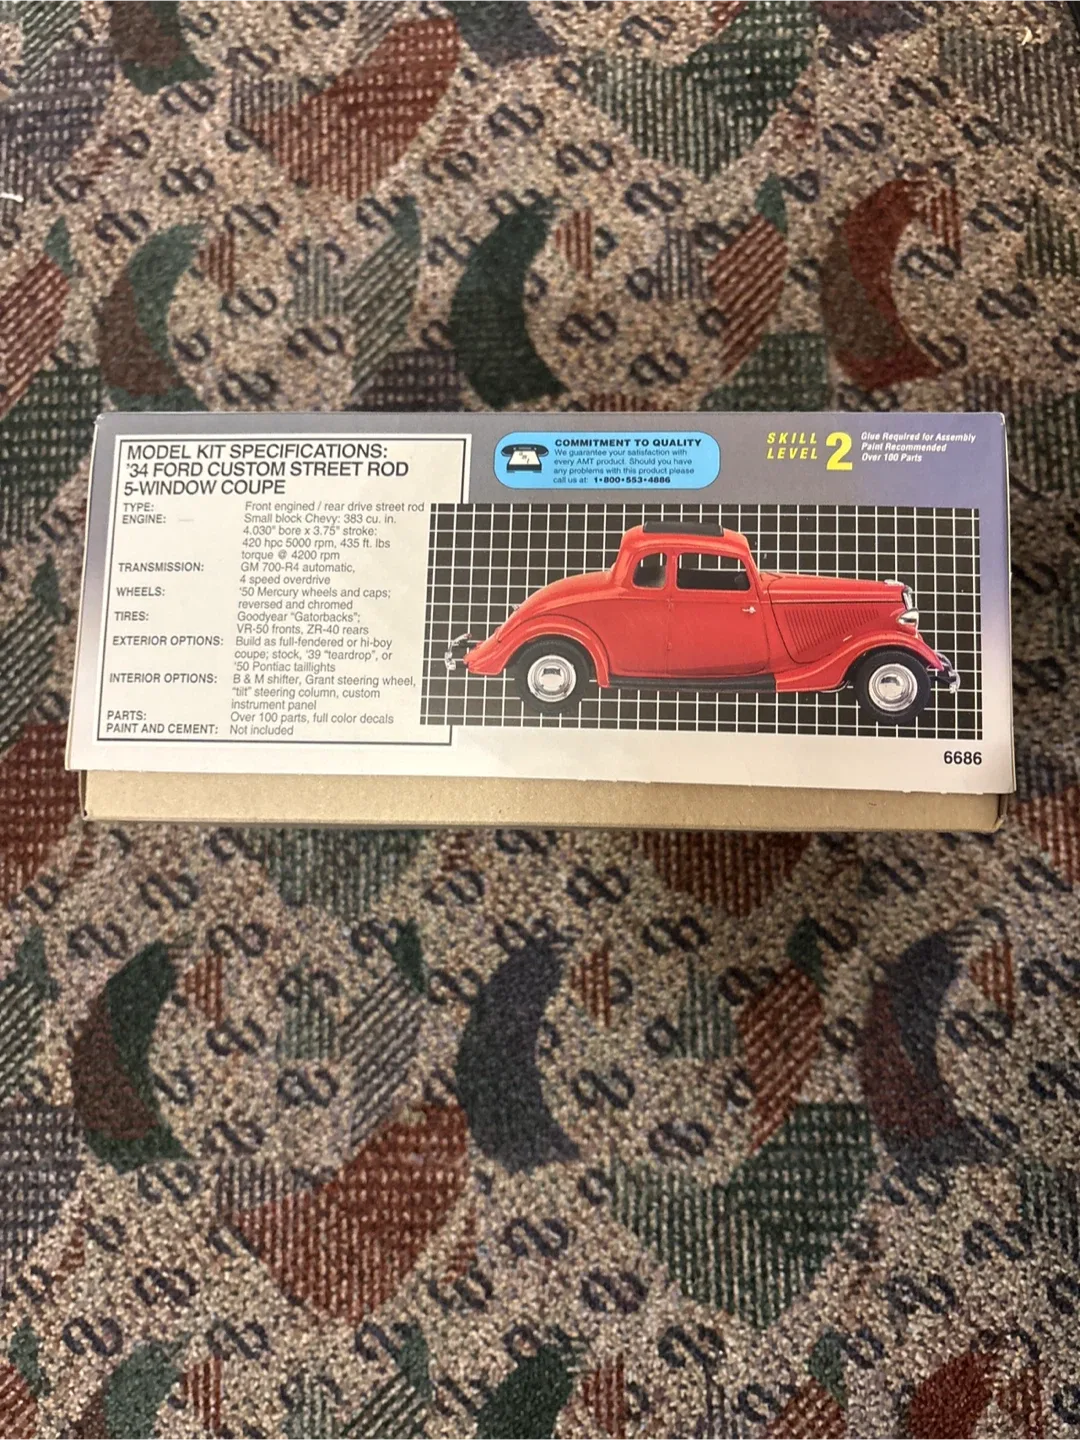 MODEL KIT SPECIFICATIONS:
'34 FORD CUSTOM STREET ROD
5-WINDOW COUPE
TYPE: Front engined / rear drive street rod
ENGINE: Small block Chevy: 383 cu. in.
4.030" bore x 3.75" stroke:
420 hpc 5000 rpm, 435 ft. lbs
torque @ 4200 rpm
TRANSMISSION: GM 700-R4 automatic,
4 speed overdrive
WHEELS: '50 Mercury wheels and caps;
reversed and chromed
TIRES: Goodyear "Gatorbacks";
VR-50 fronts, ZR-40 rears
EXTERIOR OPTIONS: Build as full-fendered or hi-boy
coupe; stock, '39 "teardrop", or
'50 Pontiac taillights
INTERIOR OPTIONS: B & M shifter, Grant steering wheel,
"tilt" steering column, custom
instrument panel
PARTS: Over 100 parts, full color decals
PAINT AND CEMENT: Not included
COMMITMENT TO QUALITY
We guarantee your satisfaction with
every AMT product. Should you have
any problems with this product please
call us at: 1•800•553•4886
SKILL
LEVEL 2
Glue Required for Assembly
Paint Recommended
Over 100 Parts
6686